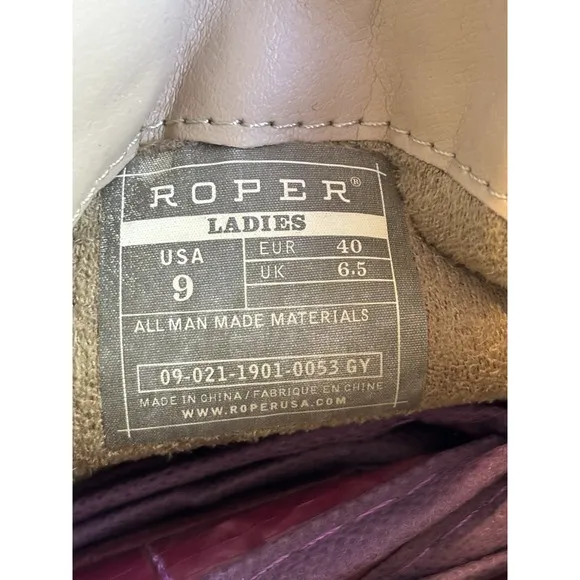 ROPER®
LADIES
USA
9
EUR 40
UK 6.5
ALL MAN MADE MATERIALS
09-021-1901-0053 GY
MADE IN CHINA / FABRIQUE EN CHINE
WWW.ROPERUSA.COM